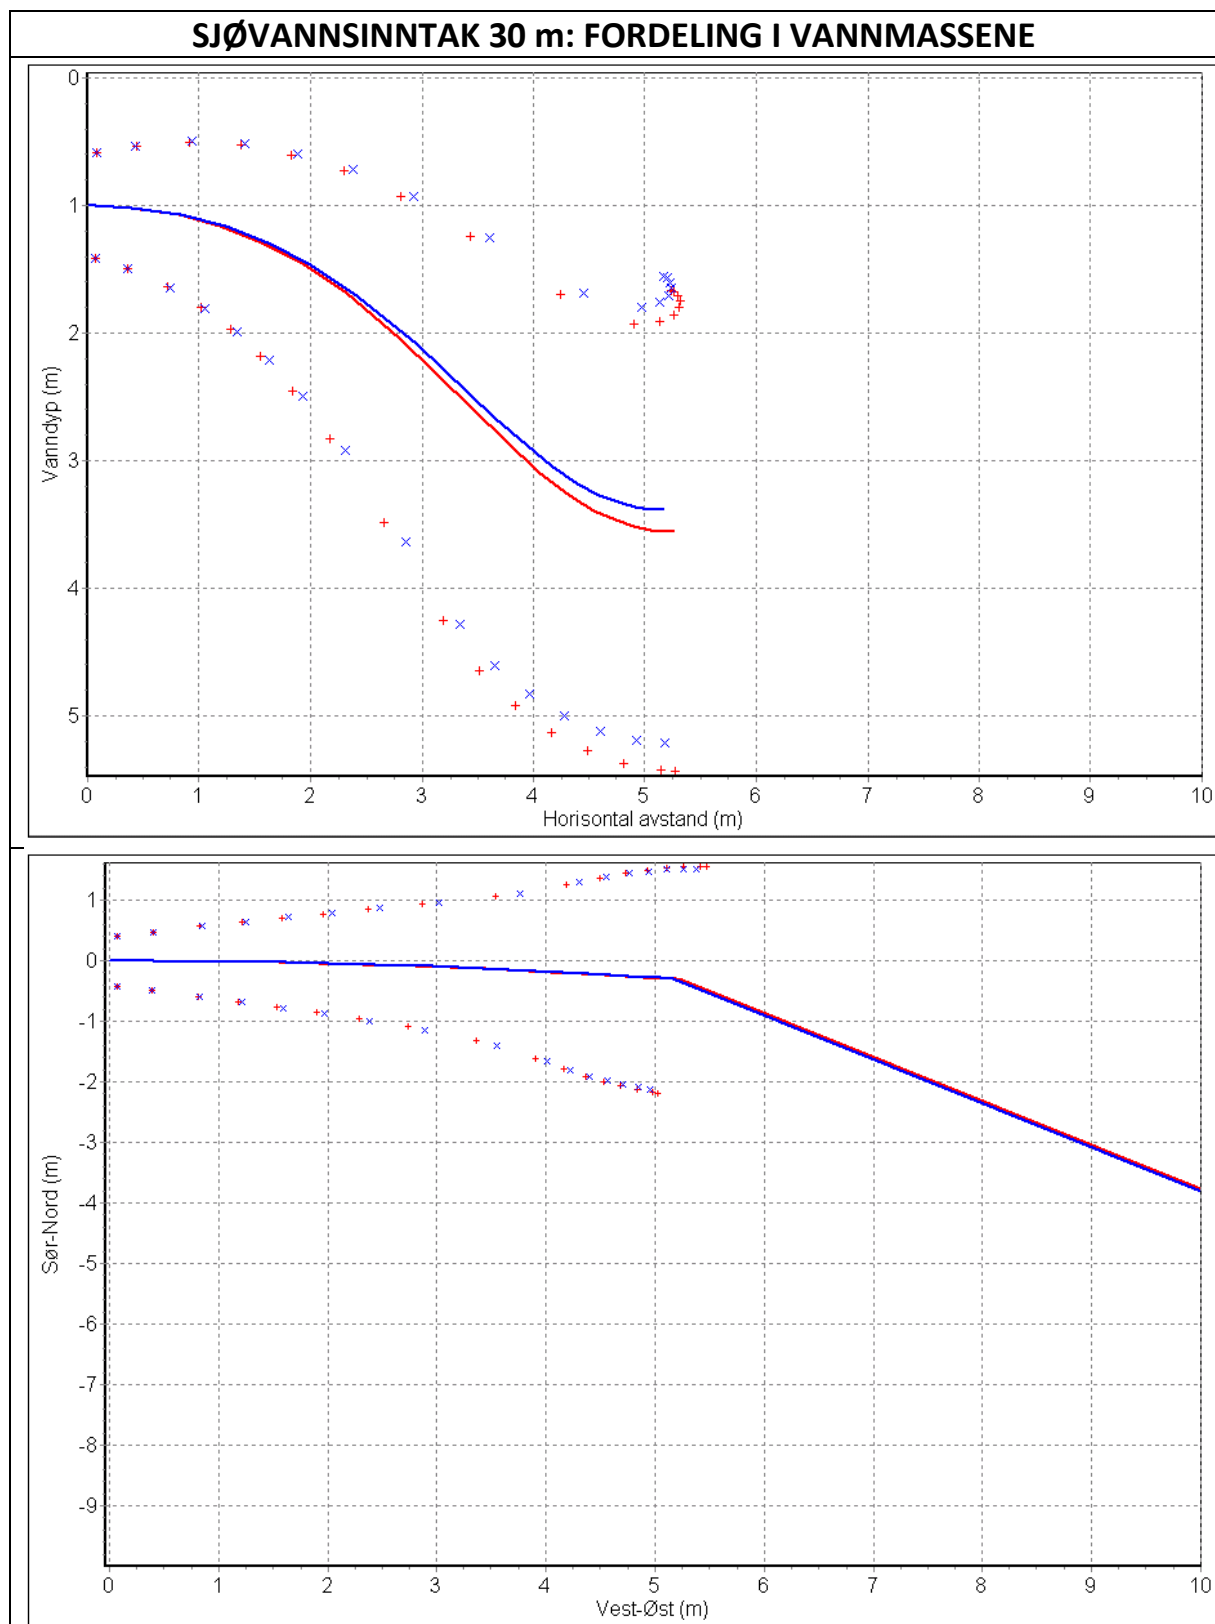 SJØVANNSINNTAK 30 m: FORDELING I VANNMASSENE
0
1
2
3
4
5
Vanndyp (m)
0 1 2 3 4 5 6 7 8 9 10
Horisontal avstand (m)
1
0
-1
-2
-3
-4
-5
-6
-7
-8
-9
Sør-Nord (m)
0 1 2 3 4 5 6 7 8 9 10
Vest-Øst (m)